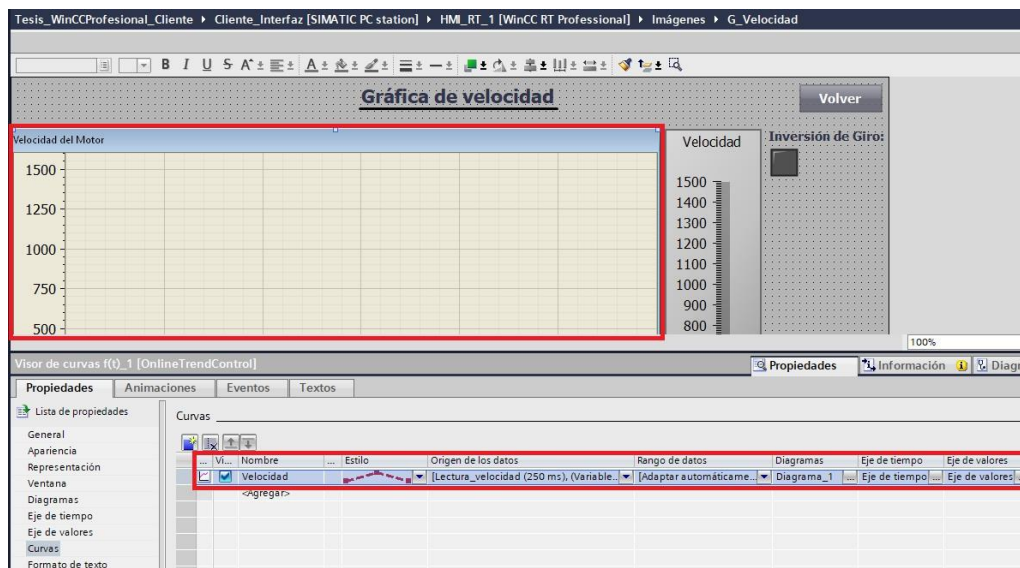 Tesis_WinCCProfesional_Cliente ▸ Cliente_Interfaz [SIMATIC PC station] ▸ HMI_RT_1 [WinCC RT Professional] ▸ Imágenes ▸ G_Velocidad
B I U S A
Gráfica de velocidad
Volver
Velocidad del Motor
Velocidad
Inversión de Giro:
1500
1250
1000
750
500
1500
1400
1300
1200
1100
1000
900
800
100%
Visor de curvas f(t)_1 [OnlineTrendControl]
Propiedades
Información
Diagr
Propiedades
Animaciones
Eventos
Textos
Lista de propiedades
General
Apariencia
Representación
Ventana
Diagramas
Eje de tiempo
Eje de valores
Curvas
Formato de texto
Curvas
... Vi... Nombre ... Estilo Origen de los datos Rango de datos Diagramas Eje de tiempo Eje de valores
Velocidad [Lectura_velocidad (250 ms), (Variable... [Adaptar automáticame... Diagrama_1 ... Eje de tiempo ... Eje de valores
<Agregar>